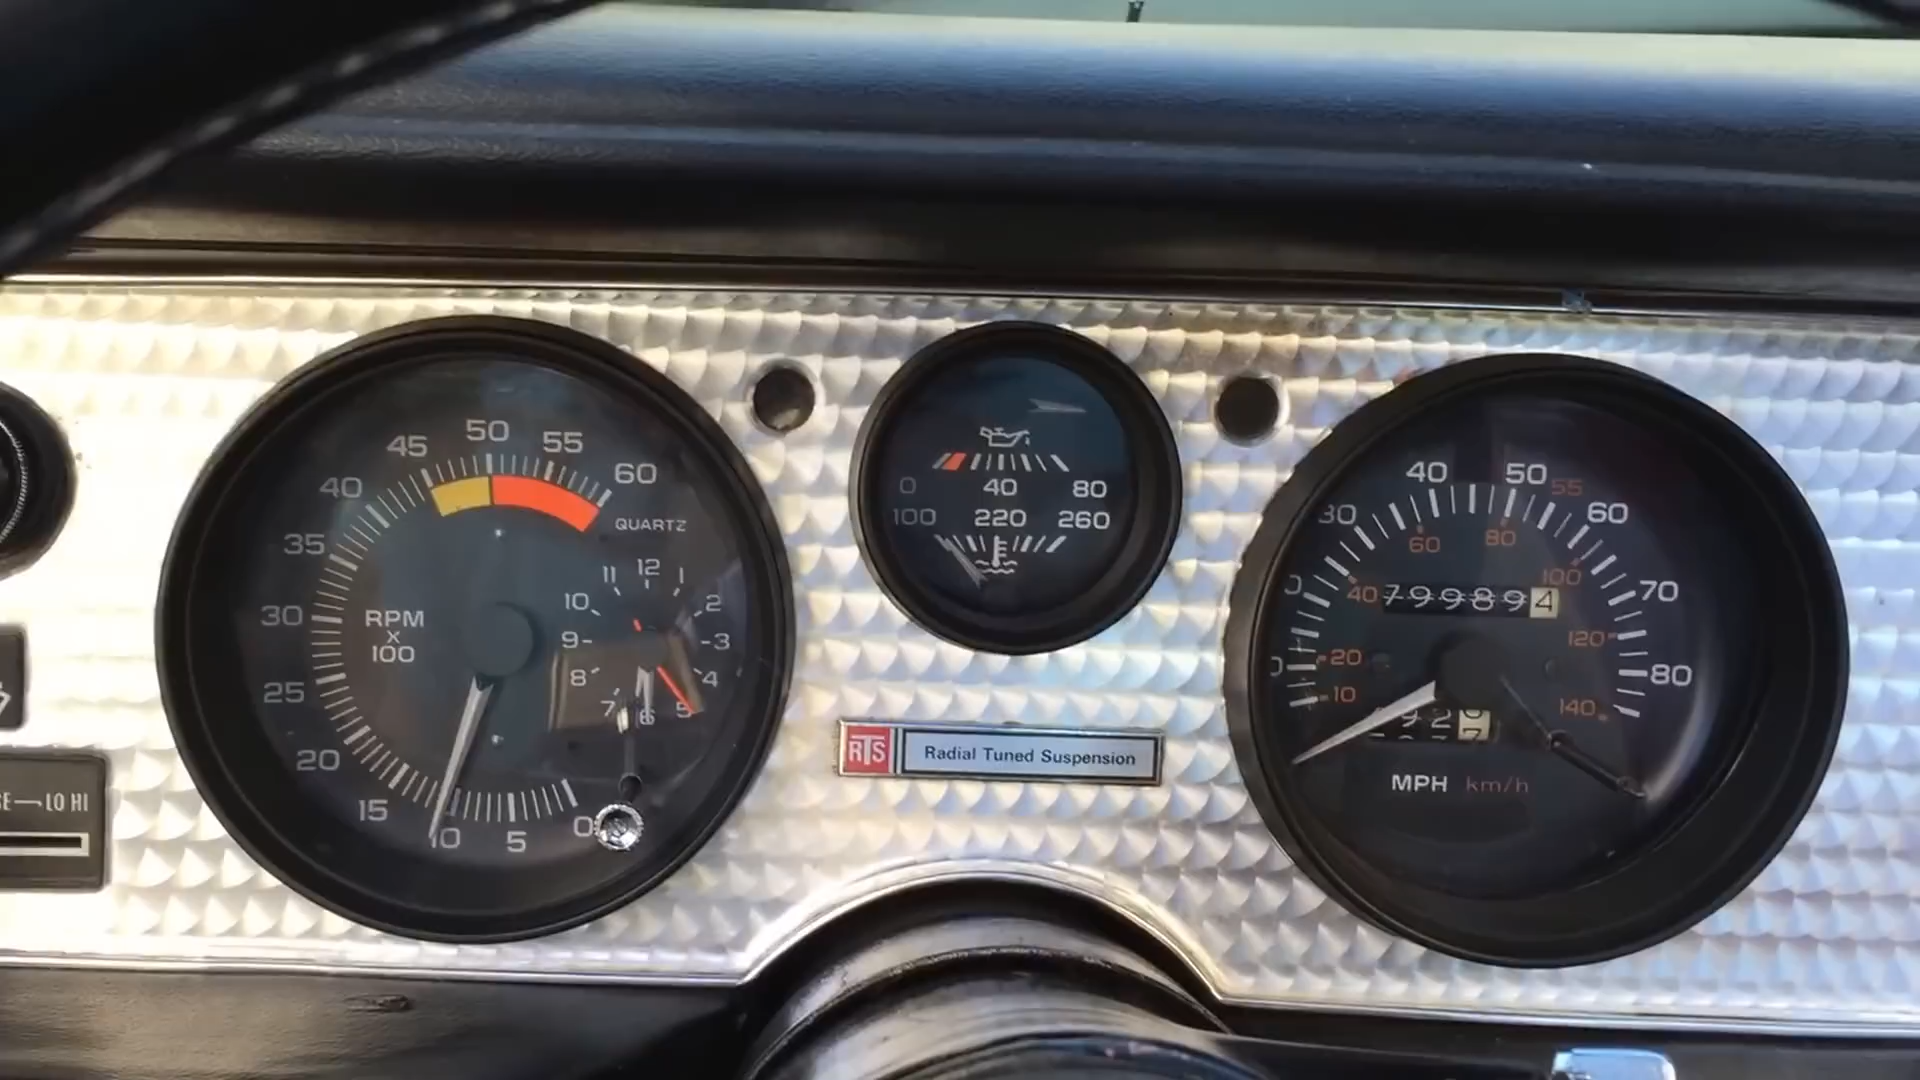 45 50 55 60
40
35
30
25
20
15
10
5
0
QUARTZ
RPM
X
100
11 12 1
10 2
9 3
8 4
7 6 5
0 40 80
100 220 260
RTS Radial Tuned Suspension
30 40 50 55 60
70
80
10 20 40 60 80 100 120 140
799894
MPH km/h
LO HI